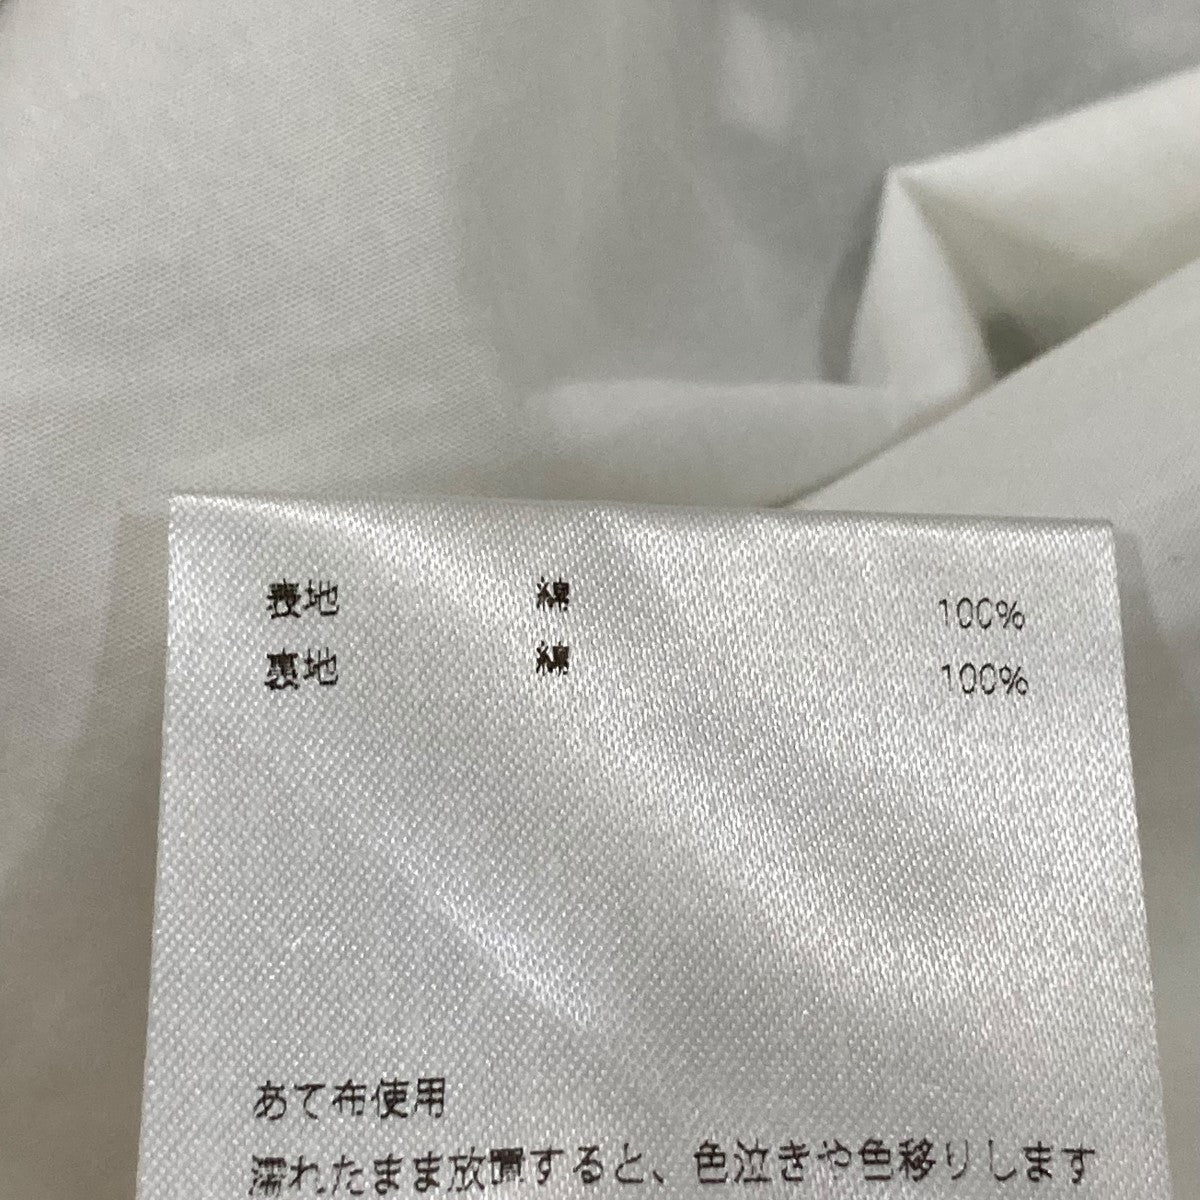 表地 綿 100%
裏地 綿 100%
あて布使用
濡れたまま放置すると、色泣きや色移りします